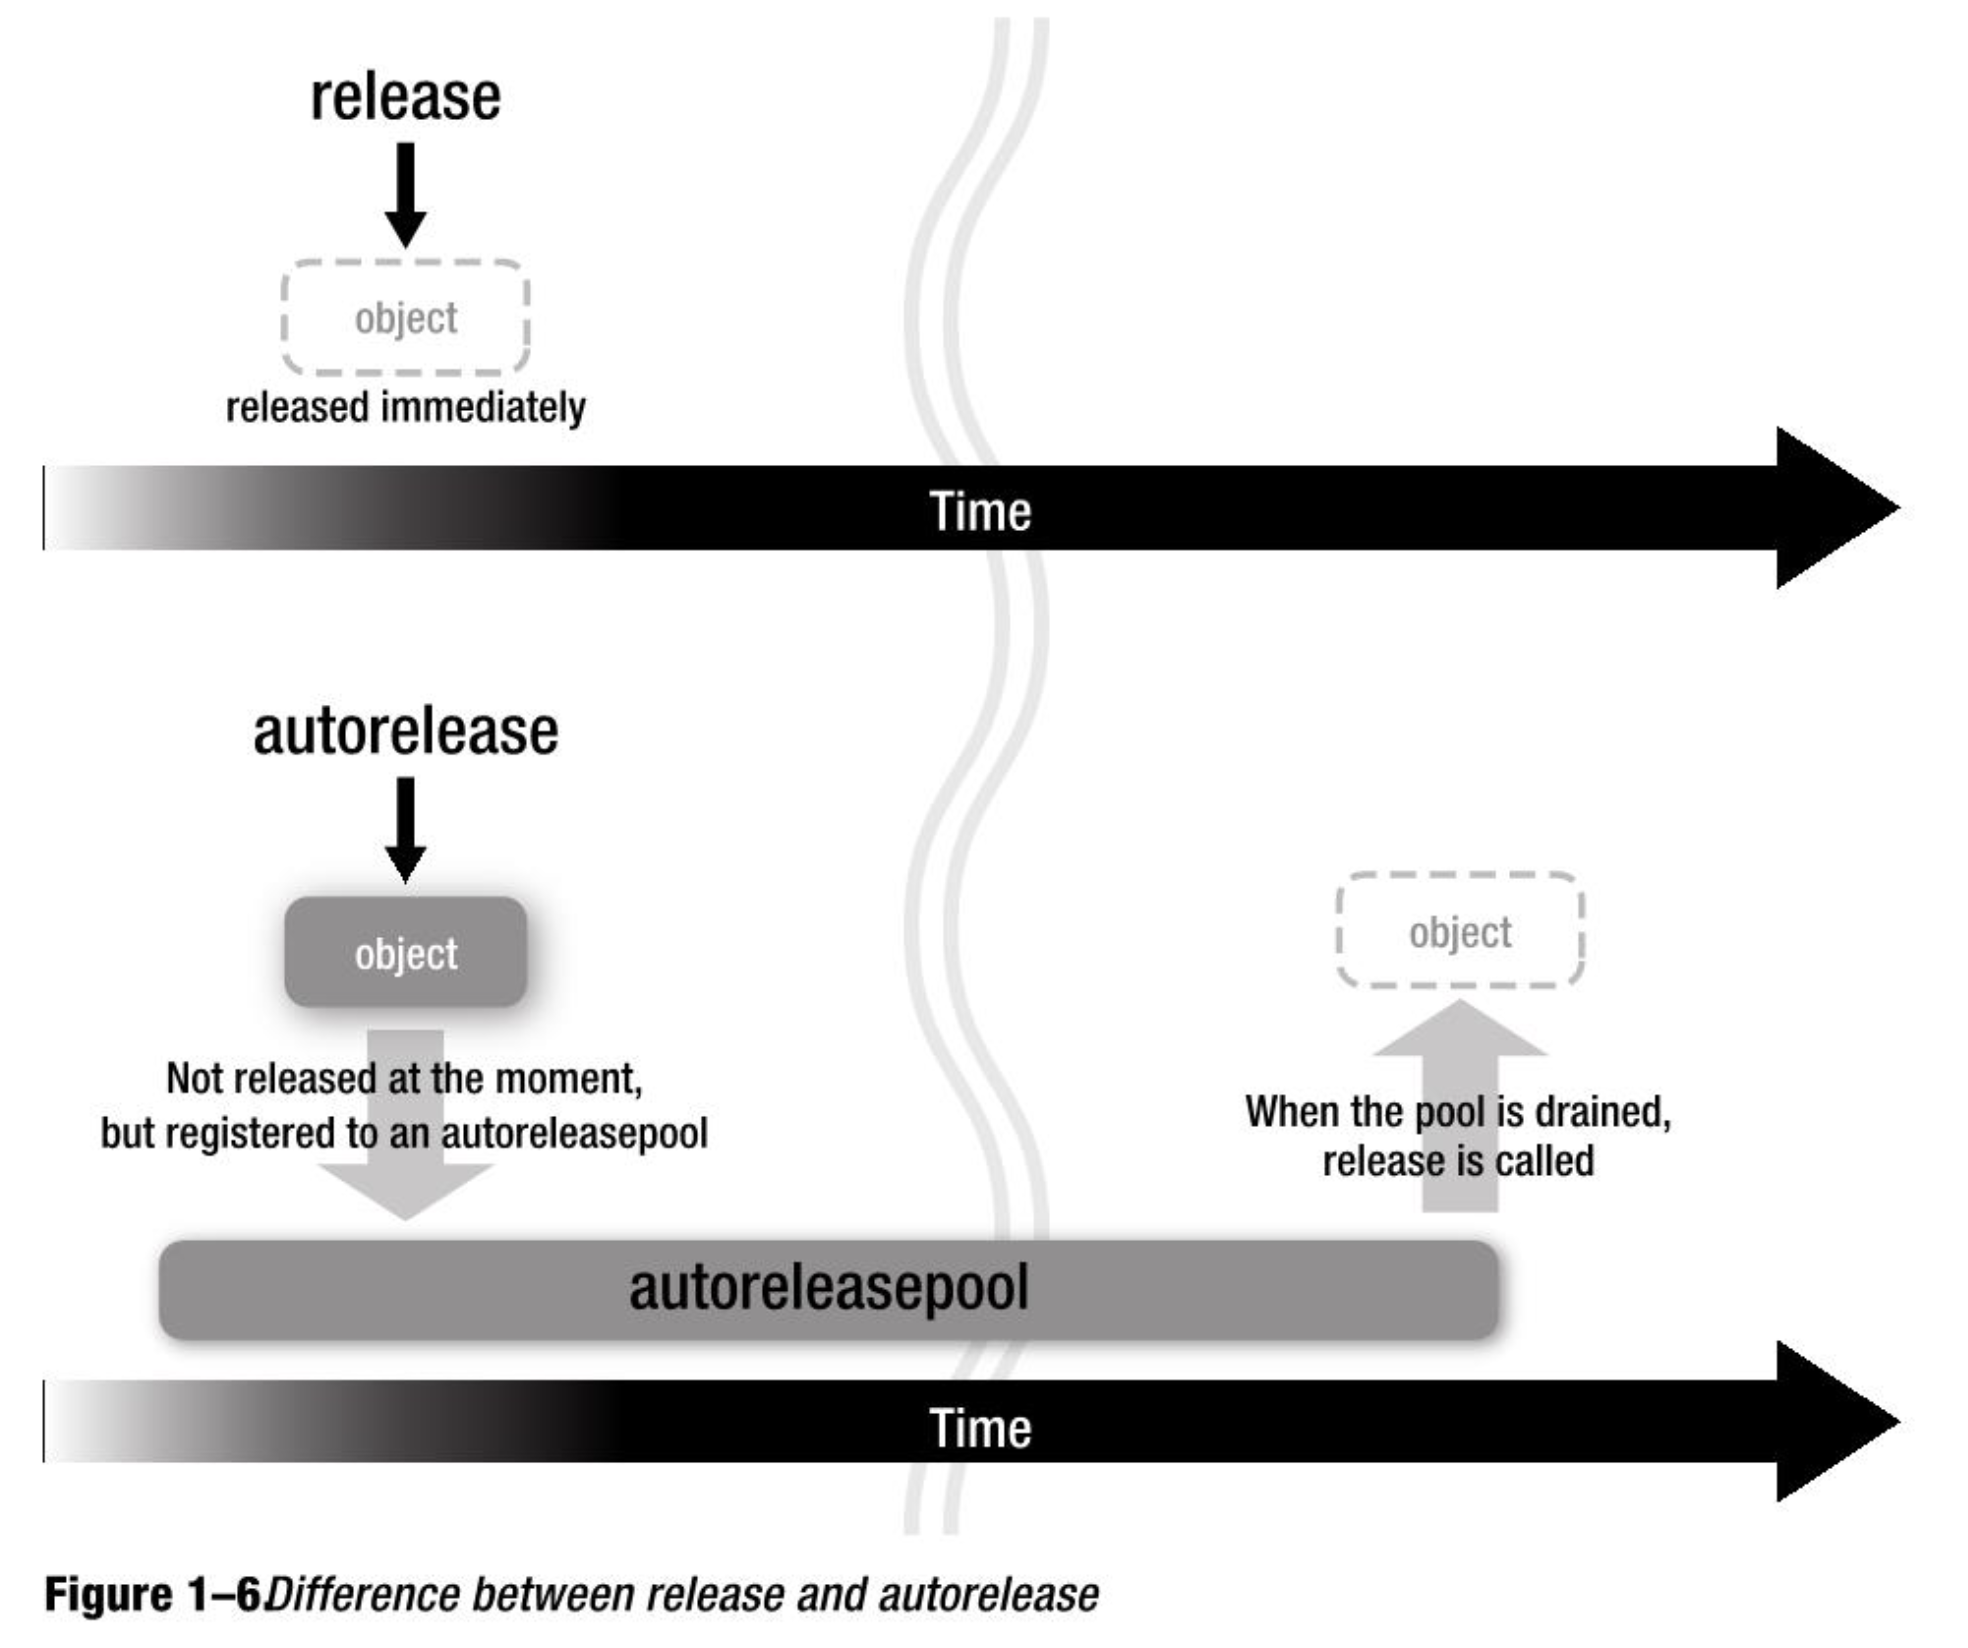 release
object
released immediately
Time
autorelease
object
Not released at the moment,
but registered to an autoreleasepool
object
When the pool is drained,
release is called
autoreleasepool
Time
Figure 1–6.Difference between release and autorelease